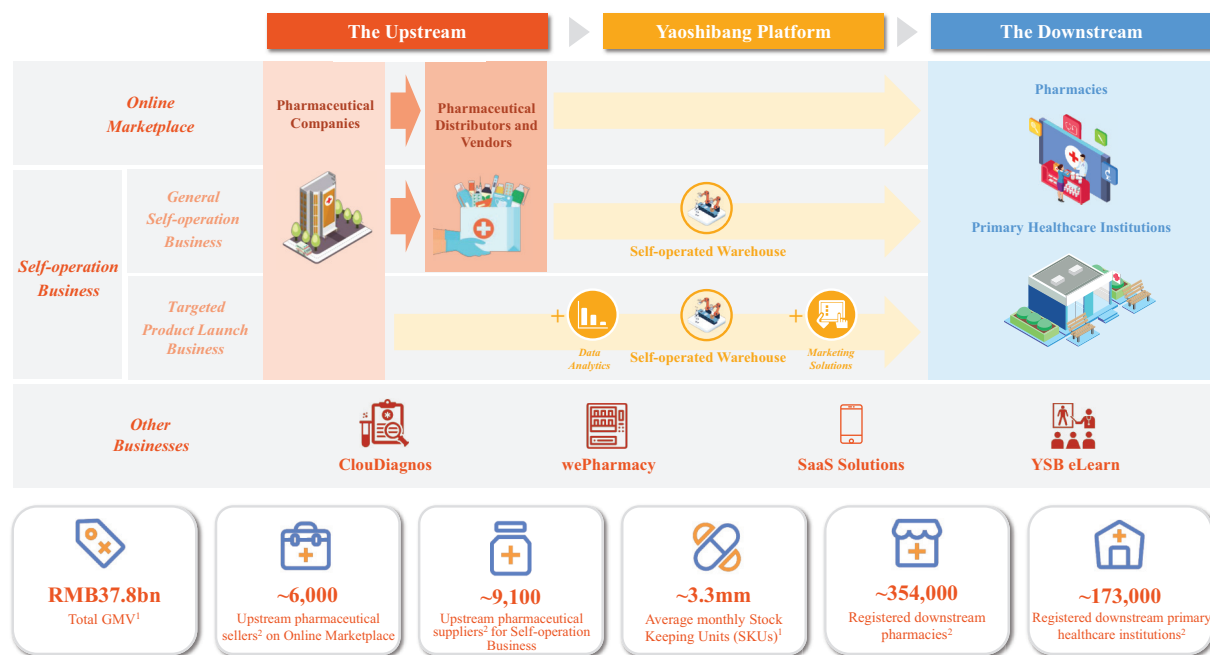 The Upstream
Yaoshibang Platform
The Downstream
Online
Marketplace
Pharmaceutical
Companies
Pharmaceutical
Distributors and
Vendors
Pharmacies
Self-operation
Business
General
Self-operation
Business
Self-operated Warehouse
Primary Healthcare Institutions
Targeted
Product Launch
Business
+
Data
Analytics
Self-operated Warehouse
+
Marketing
Solutions
Other
Businesses
ClouDiagnos
wePharmacy
SaaS Solutions
YSB eLearn
RMB37.8bn
Total GMV¹
~6,000
Upstream pharmaceutical
sellers² on Online Marketplace
~9,100
Upstream pharmaceutical
suppliers² for Self-operation
Business
~3.3mm
Average monthly Stock
Keeping Units (SKUs)¹
~354,000
Registered downstream
pharmacies²
~173,000
Registered downstream primary
healthcare institutions²